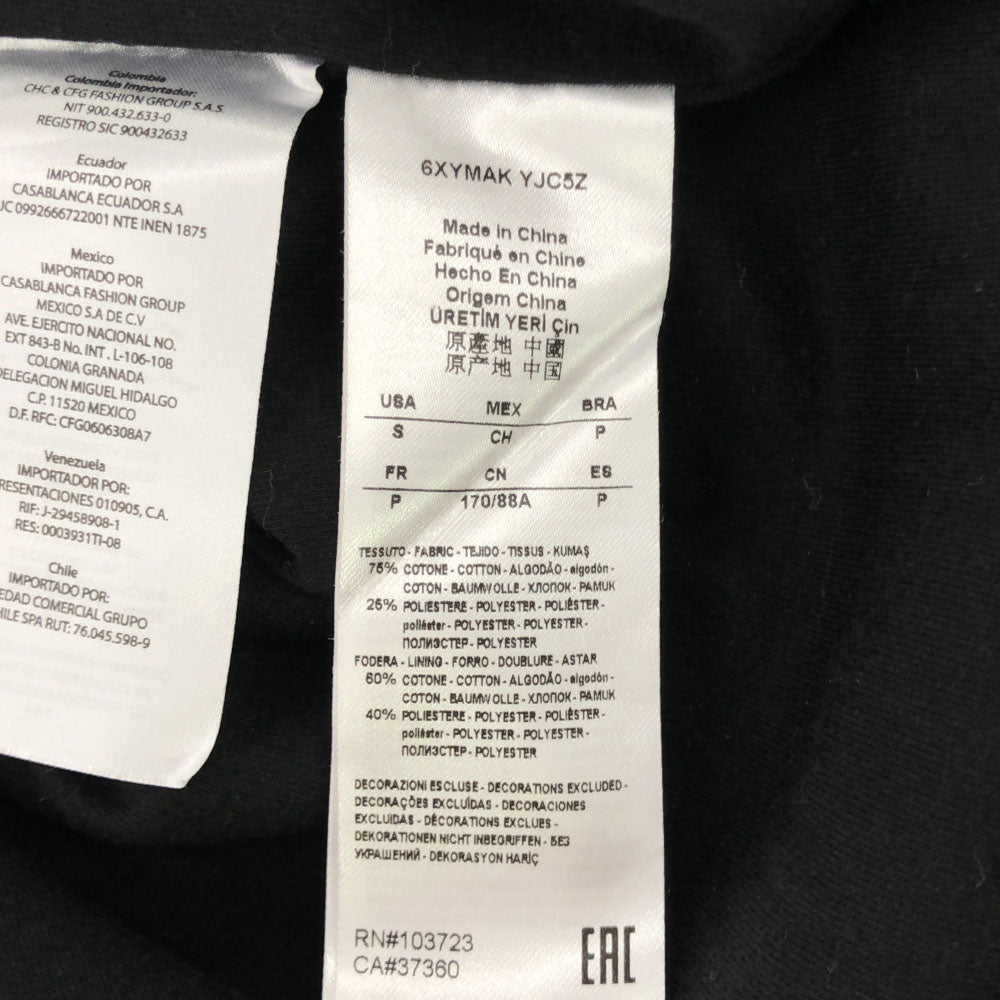 Colombia
Colombia Importador:
CHC & CFG FASHION GROUP S.A.S.
NIT 900.432.633-0
REGISTRO SIC 900432633
Ecuador
IMPORTADO POR
CASABLANCA ECUADOR S.A
0992666722001 NTE INEN 1875
Mexico
IMPORTADO POR
CASABLANCA FASHION GROUP
MEXICO S.A DE C.V
AVE. EJERCITO NACIONAL NO.
EXT 843-B No. INT . L-106-108
COLONIA GRANADA
DELEGACION MIGUEL HIDALGO
C.P. 11520 MEXICO
D.F. RFC: CFG0606308A7
Venezuela
IMPORTADOR POR:
RESENTACIONES 010905, C.A.
RIF: J-29458908-1
RES: 0003931TI-08
Chile
IMPORTADO POR:
EDAD COMERCIAL GRUPO
HILE SPA RUT: 76.045.598-9
6XYMAK YJC5Z
Made in China
Fabriqué en Chine
Hecho En China
Origem China
ÜRETİM YERİ Çin
原產地 中國
原产地 中国
USA MEX BRA
S CH P
FR CN ES
P 170/88A P
TESSUTO - FABRIC - TEJIDO - TISSUS - KUMAŞ
75% COTONE - COTTON - ALGODÃO - algodón -
COTON - BAUMWOLLE - ХЛОПОК - PAMUK
25% POLIESTERE - POLYESTER - POLIÉSTER -
poliéster - POLYESTER - POLYESTER -
ПОЛИЭСТЕР - POLYESTER
FODERA - LINING - FORRO - DOUBLURE - ASTAR
60% COTONE - COTTON - ALGODÃO - algodón -
COTON - BAUMWOLLE - ХЛОПОК - PAMUK
40% POLIESTERE - POLYESTER - POLIÉSTER -
poliéster - POLYESTER - POLYESTER -
ПОЛИЭСТЕР - POLYESTER
DECORAZIONI ESCLUSE - DECORATIONS EXCLUDED -
DECORAÇÕES EXCLUÍDAS - DECORACIONES
EXCLUIDAS - DÉCORATIONS EXCLUES -
DEKORATIONEN NICHT INBEGRIFFEN - БЕЗ
УКРАШЕНИЙ - DEKORASYON HARİÇ
RN#103723
CA#37360
EAC